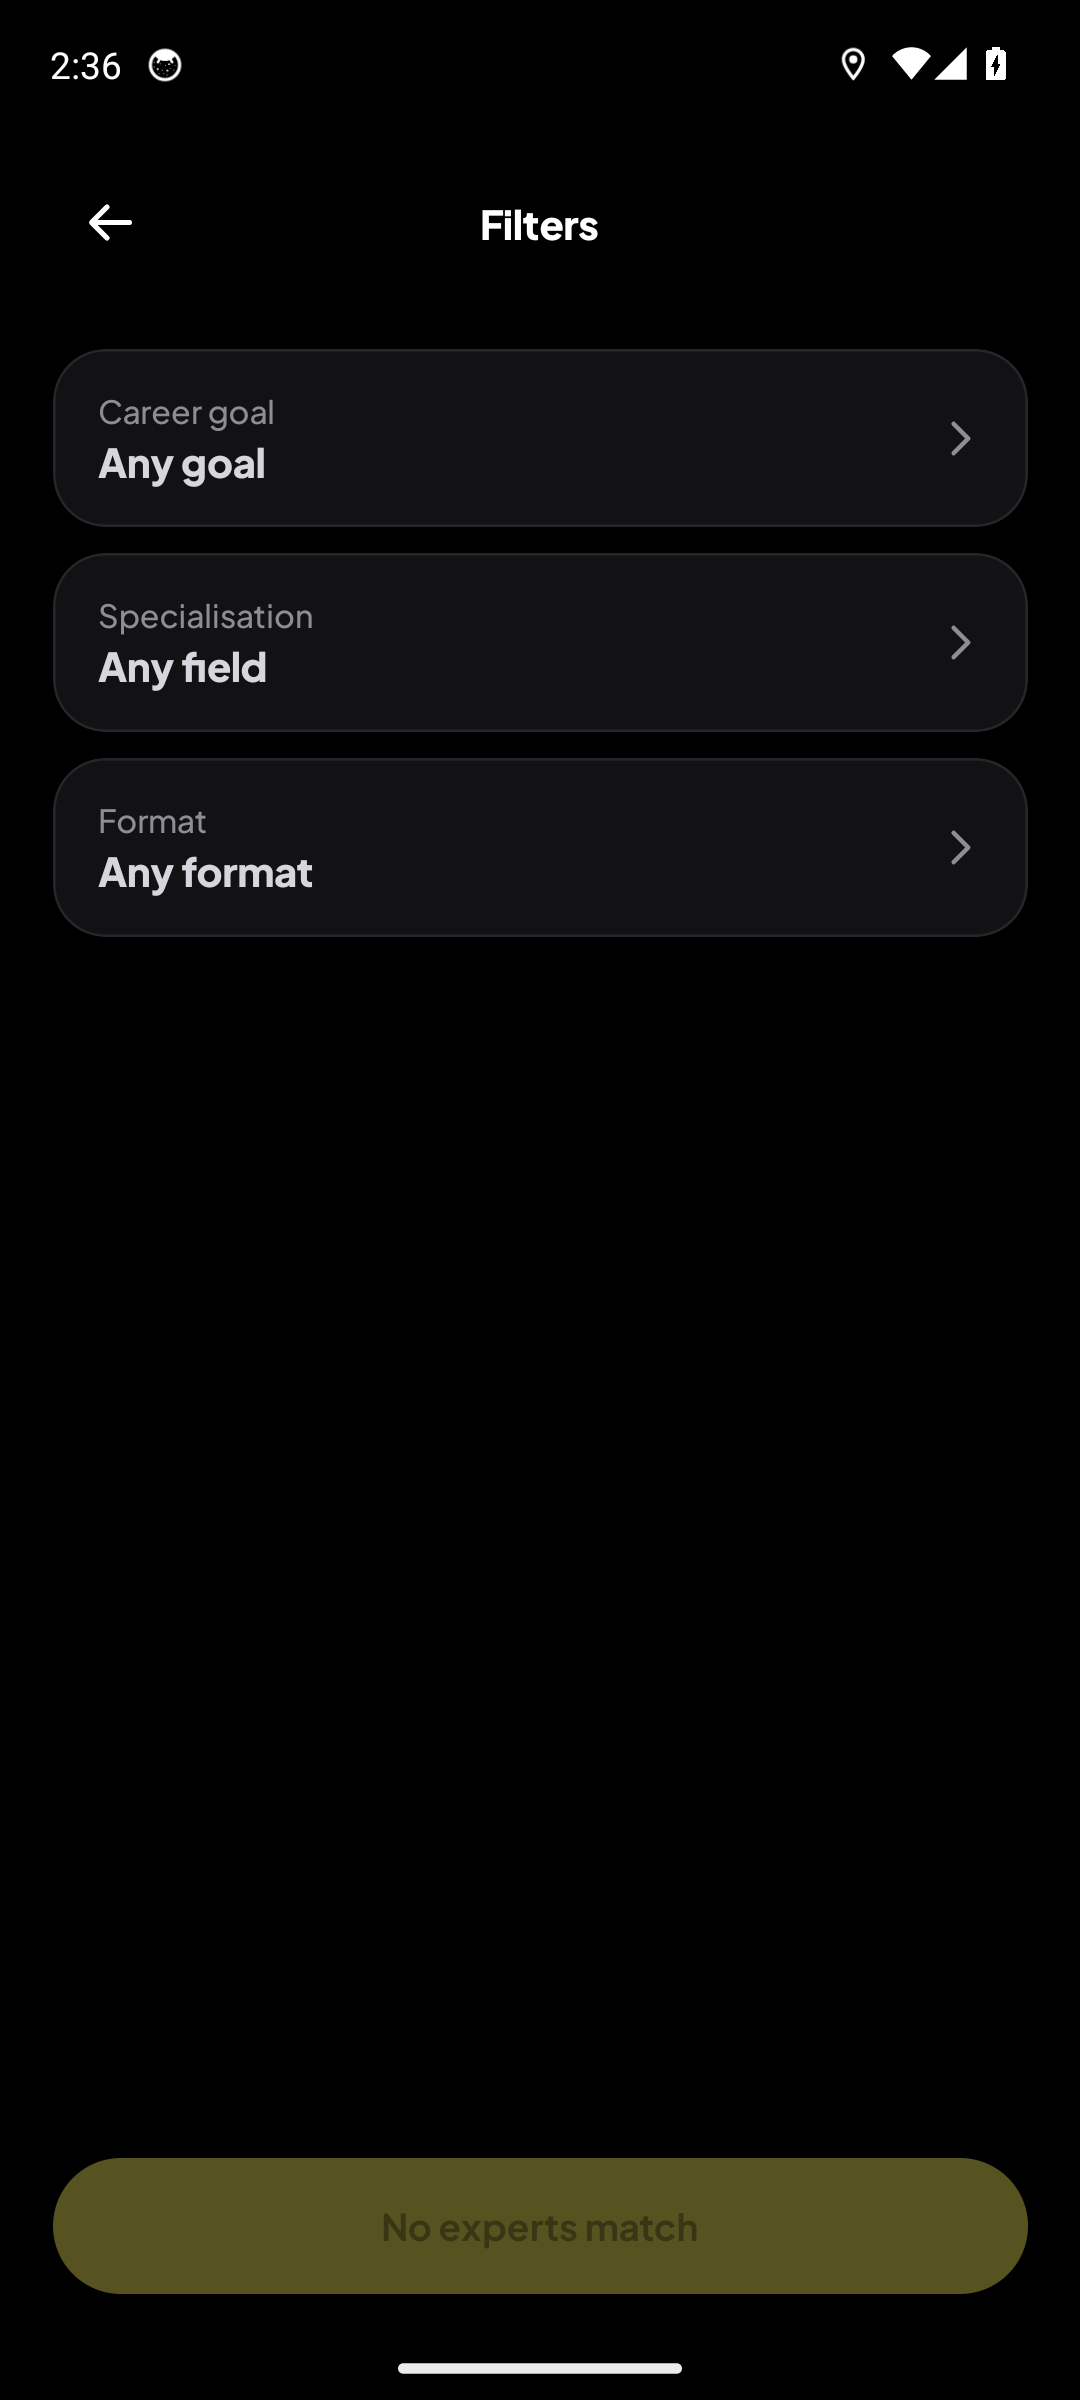 2:36
Filters
Career goal
Any goal
Specialisation
Any field
Format
Any format
No experts match